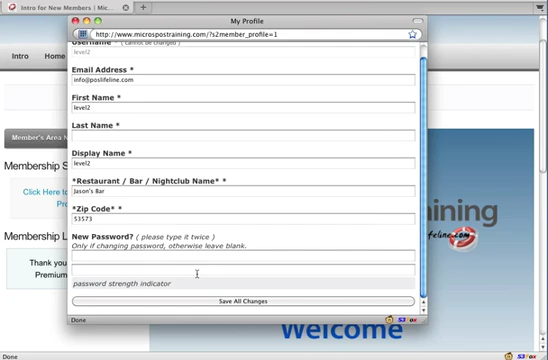 Intro for New Members | Mic...
My Profile
http://www.microspostraining.com/?s2member_profile=1
Username * ( cannot be changed )
level2
Intro
Home
Email Address *
info@poslifeline.com
First Name *
level2
Last Name *
Display Name *
level2
Member's Area N
Membership S
*Restaurant / Bar / Nightclub Name* *
Jason's Bar
Click Here to
*Zip Code* *
53573
aining
Membership L
New Password? ( please type it twice )
Only if changing password, otherwise leave blank.
feline.com
Thank you
Premium
password strength indicator
Save All Changes
Done
Welcome
Done